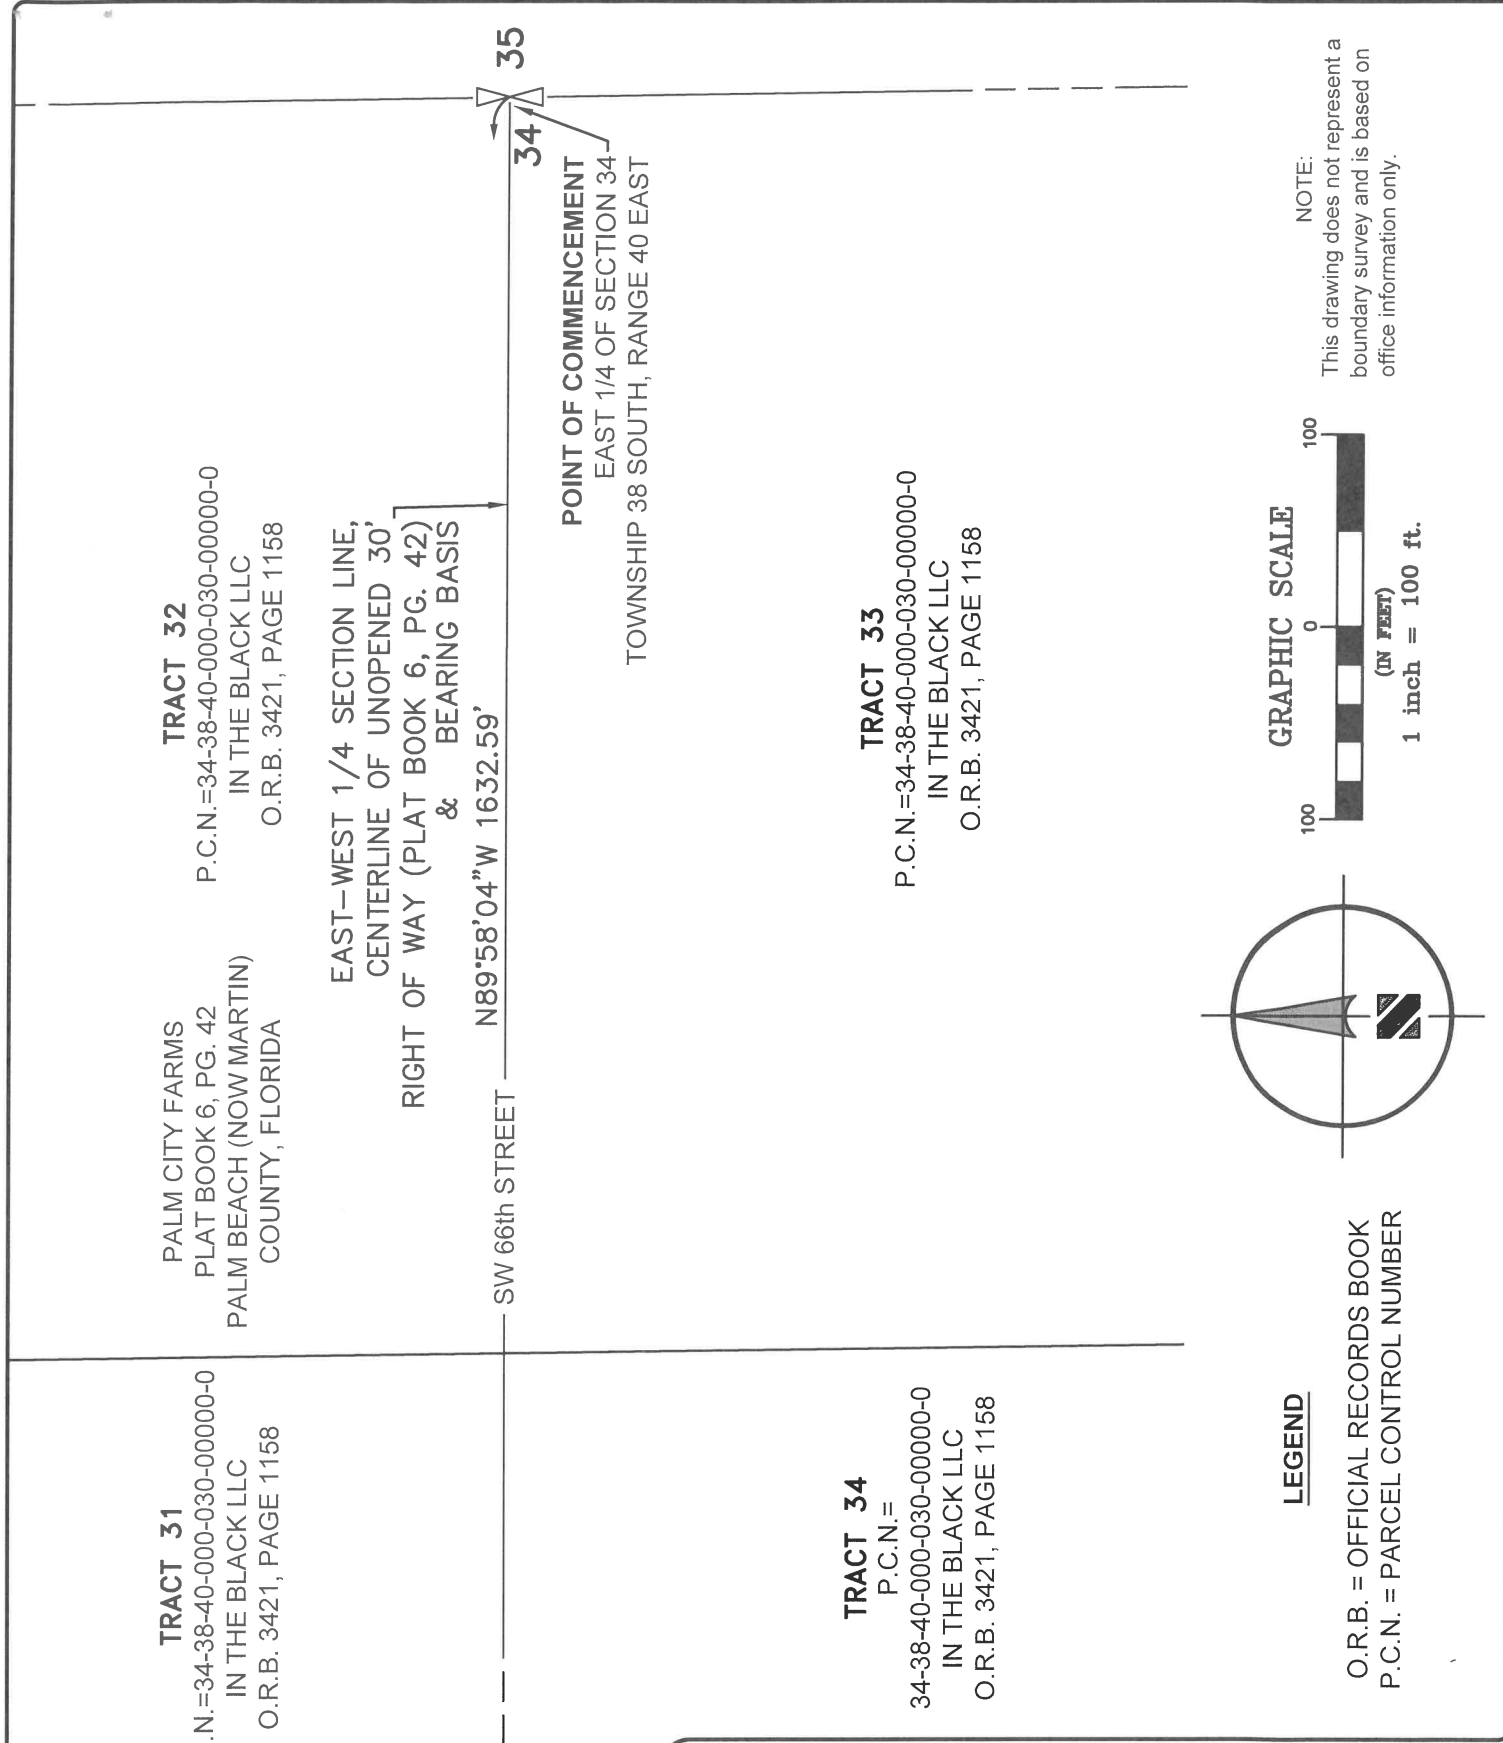 TRACT 31
.N.=34-38-40-000-030-00000-0
IN THE BLACK LLC
O.R.B. 3421, PAGE 1158
PALM CITY FARMS
PLAT BOOK 6, PG. 42
PALM BEACH (NOW MARTIN)
COUNTY, FLORIDA
TRACT 32
P.C.N.=34-38-40-000-030-00000-0
IN THE BLACK LLC
O.R.B. 3421, PAGE 1158
EAST-WEST 1/4 SECTION LINE,
CENTERLINE OF UNOPENED 30'
RIGHT OF WAY (PLAT BOOK 6, PG. 42)
& BEARING BASIS
N89°58'04"W 1632.59'
SW 66th STREET
35
34
POINT OF COMMENCEMENT
EAST 1/4 OF SECTION 34-
TOWNSHIP 38 SOUTH, RANGE 40 EAST
TRACT 34
P.C.N.=
34-38-40-000-030-00000-0
IN THE BLACK LLC
O.R.B. 3421, PAGE 1158
TRACT 33
P.C.N.=34-38-40-000-030-00000-0
IN THE BLACK LLC
O.R.B. 3421, PAGE 1158
LEGEND
O.R.B. = OFFICIAL RECORDS BOOK
P.C.N. = PARCEL CONTROL NUMBER
GRAPHIC SCALE
100 0 100
(IN FEET)
1 inch = 100 ft.
NOTE:
This drawing does not represent a
boundary survey and is based on
office information only.